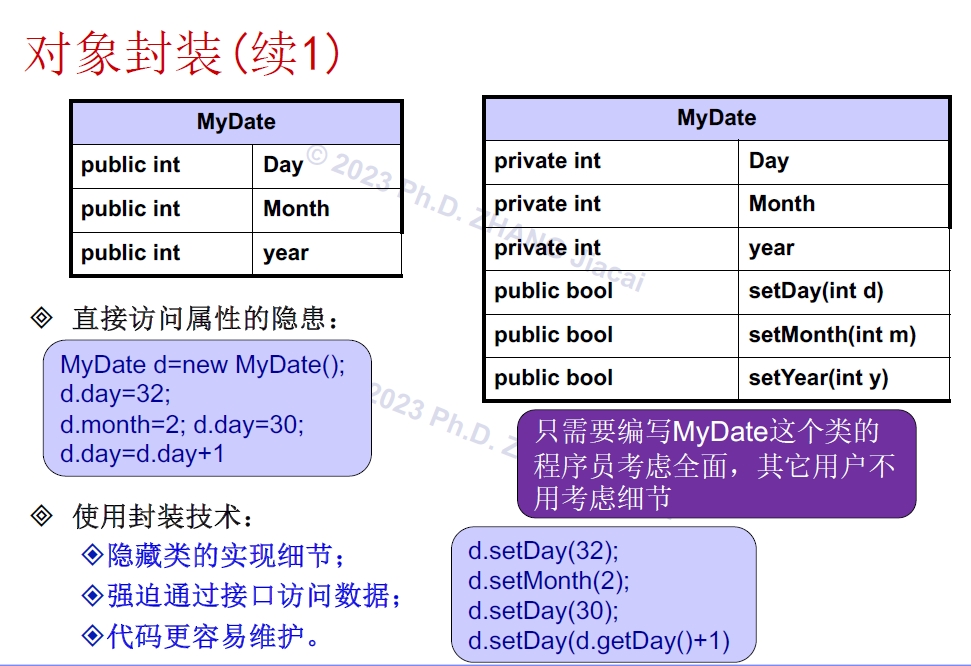 对象封装(续1)
MyDate
public int Day
public int Month
public int year
MyDate
private int Day
private int Month
private int year
public bool setDay(int d)
public bool setMonth(int m)
public bool setYear(int y)
© 2023 Ph.D. ZHANG Jiacai
直接访问属性的隐患：
MyDate d=new MyDate();
d.day=32;
d.month=2; d.day=30;
d.day=d.day+1
2023 Ph.D. Z
只需要编写MyDate这个类的
程序员考虑全面，其它用户不
用考虑细节
使用封装技术：
隐藏类的实现细节；
强迫通过接口访问数据；
代码更容易维护。
d.setDay(32);
d.setMonth(2);
d.setDay(30);
d.setDay(d.getDay()+1)